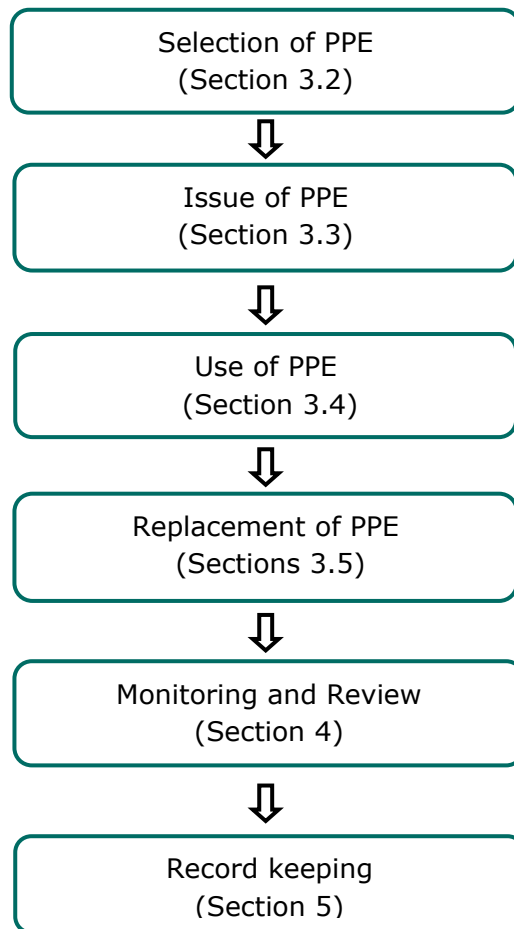 Selection of PPE
(Section 3.2)
Issue of PPE
(Section 3.3)
Use of PPE
(Section 3.4)
Replacement of PPE
(Sections 3.5)
Monitoring and Review
(Section 4)
Record keeping
(Section 5)